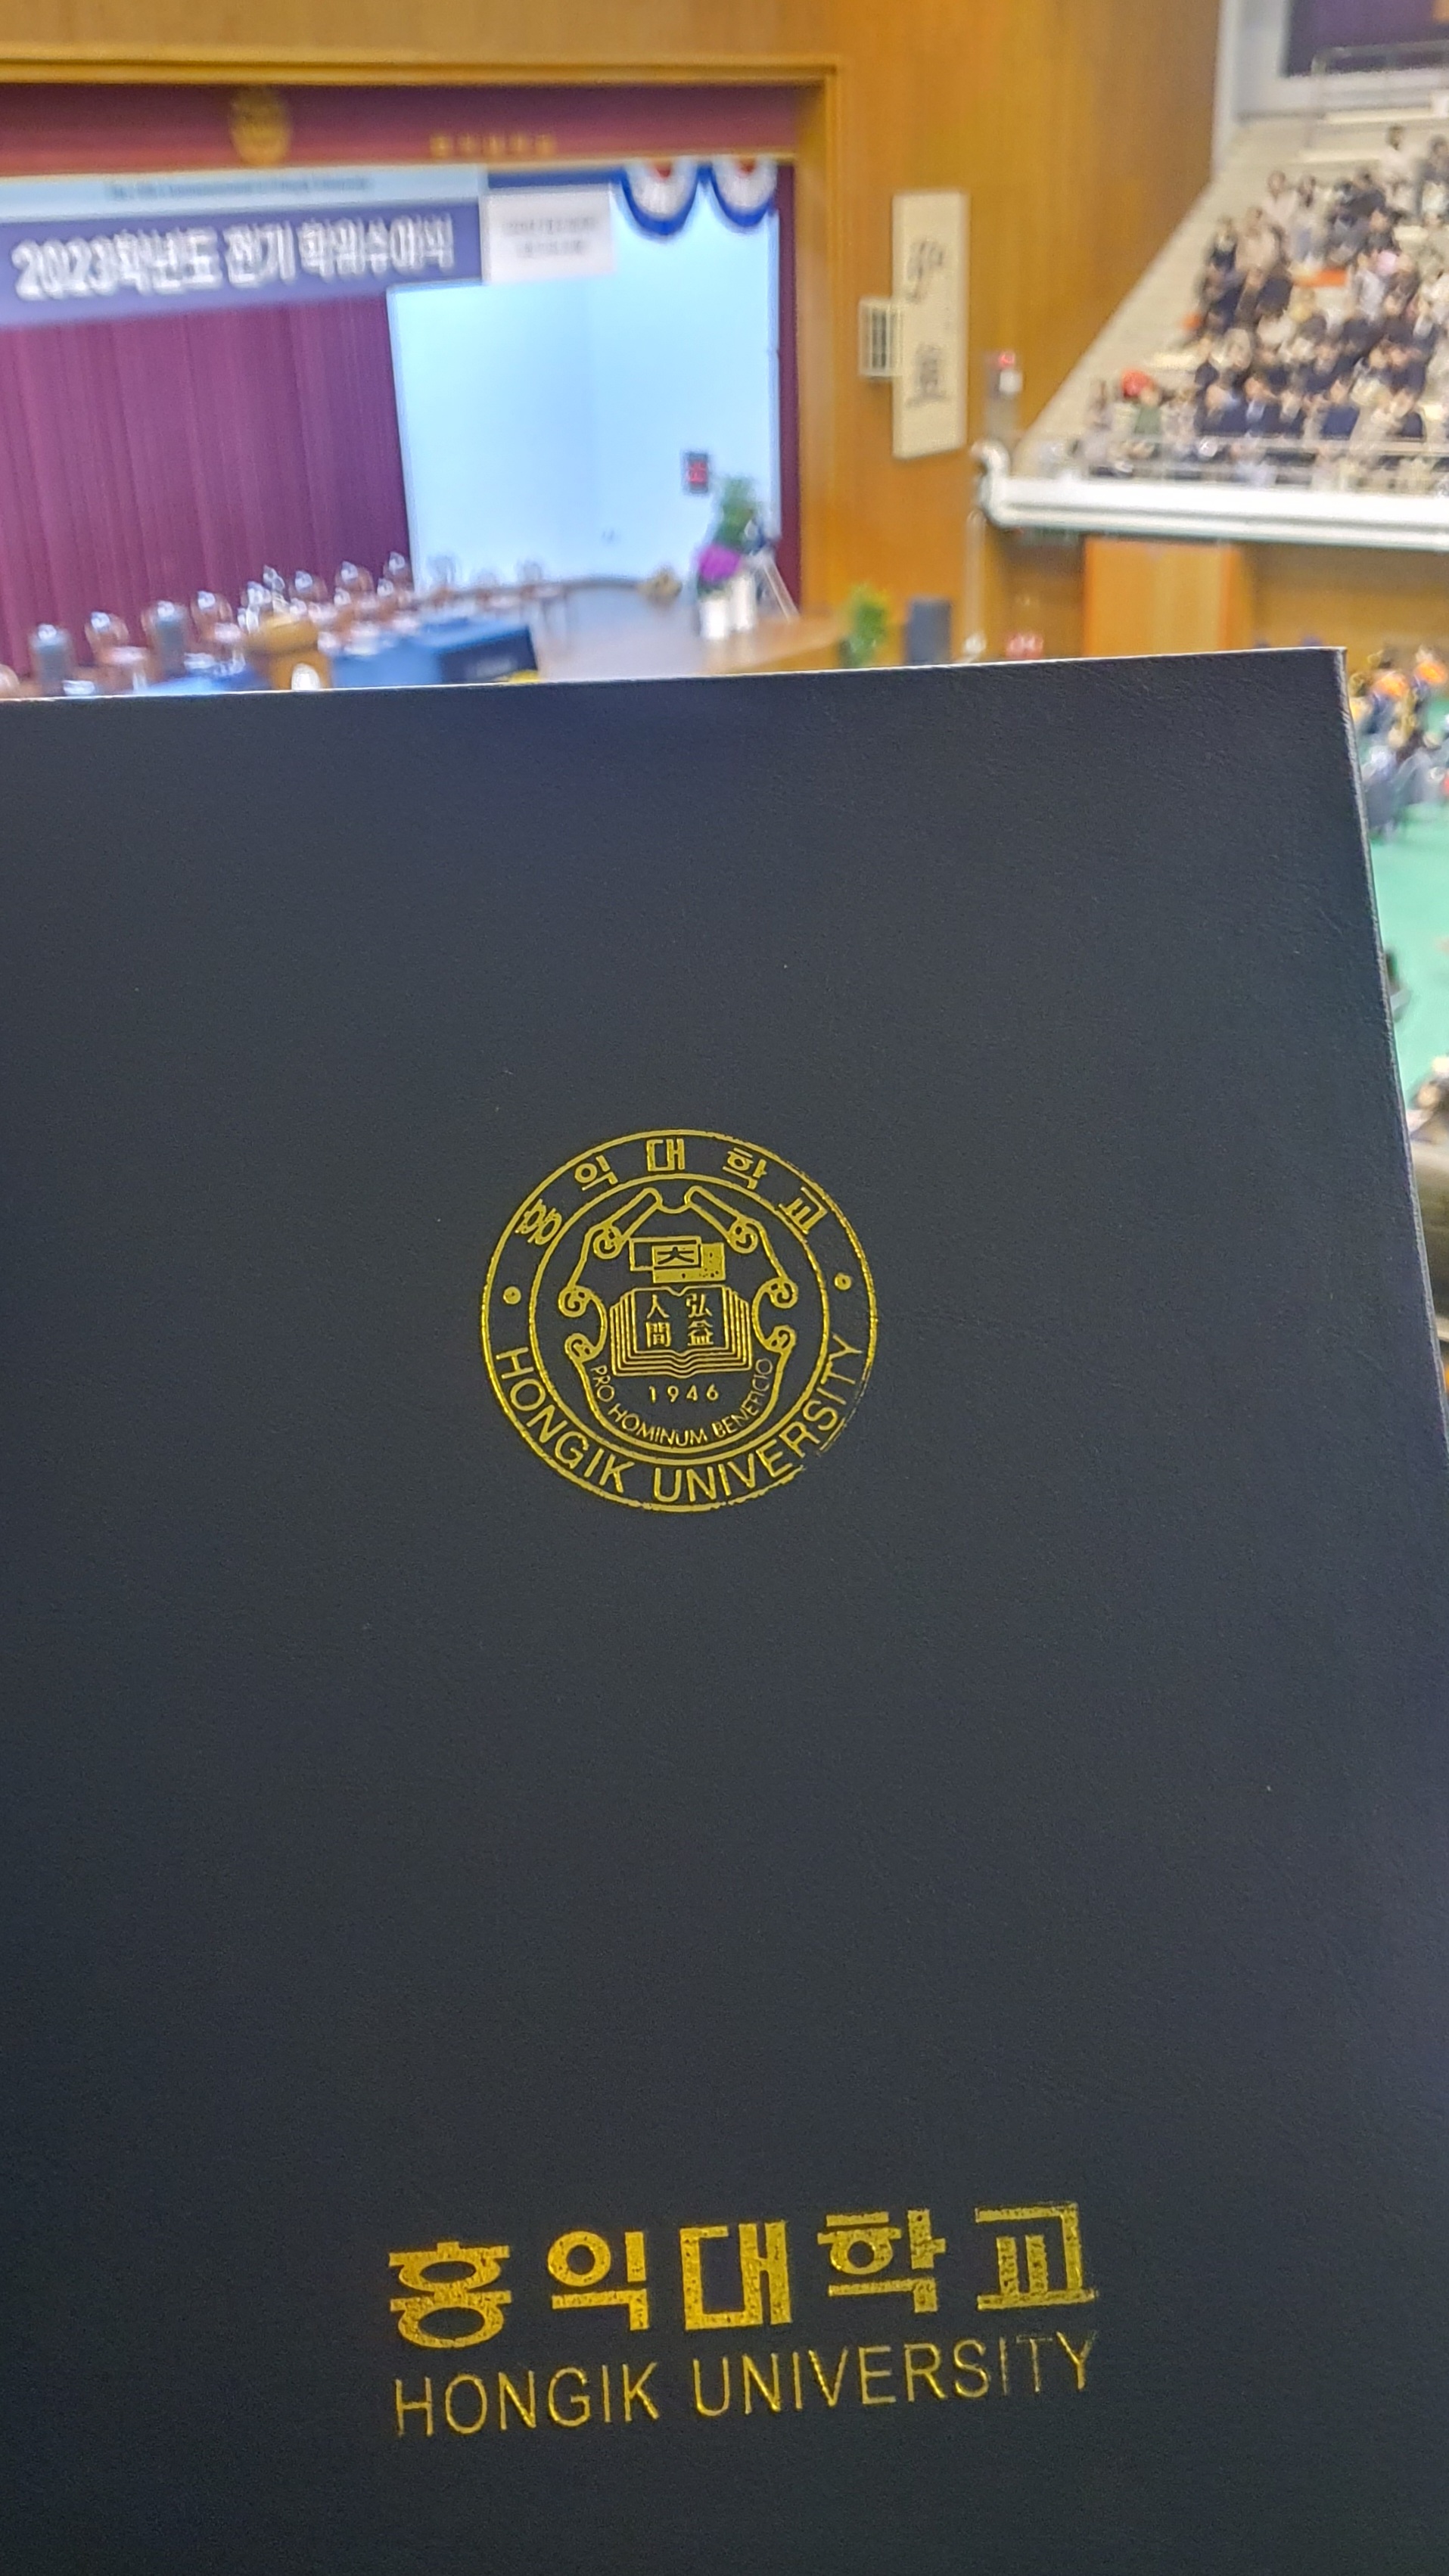 2023학년도 전기 학위수여식
홍익대학교
大
人 弘
間 益
1946
PRO HOMINUM BENEFICIO
HONGIK UNIVERSITY
홍익대학교
HONGIK UNIVERSITY